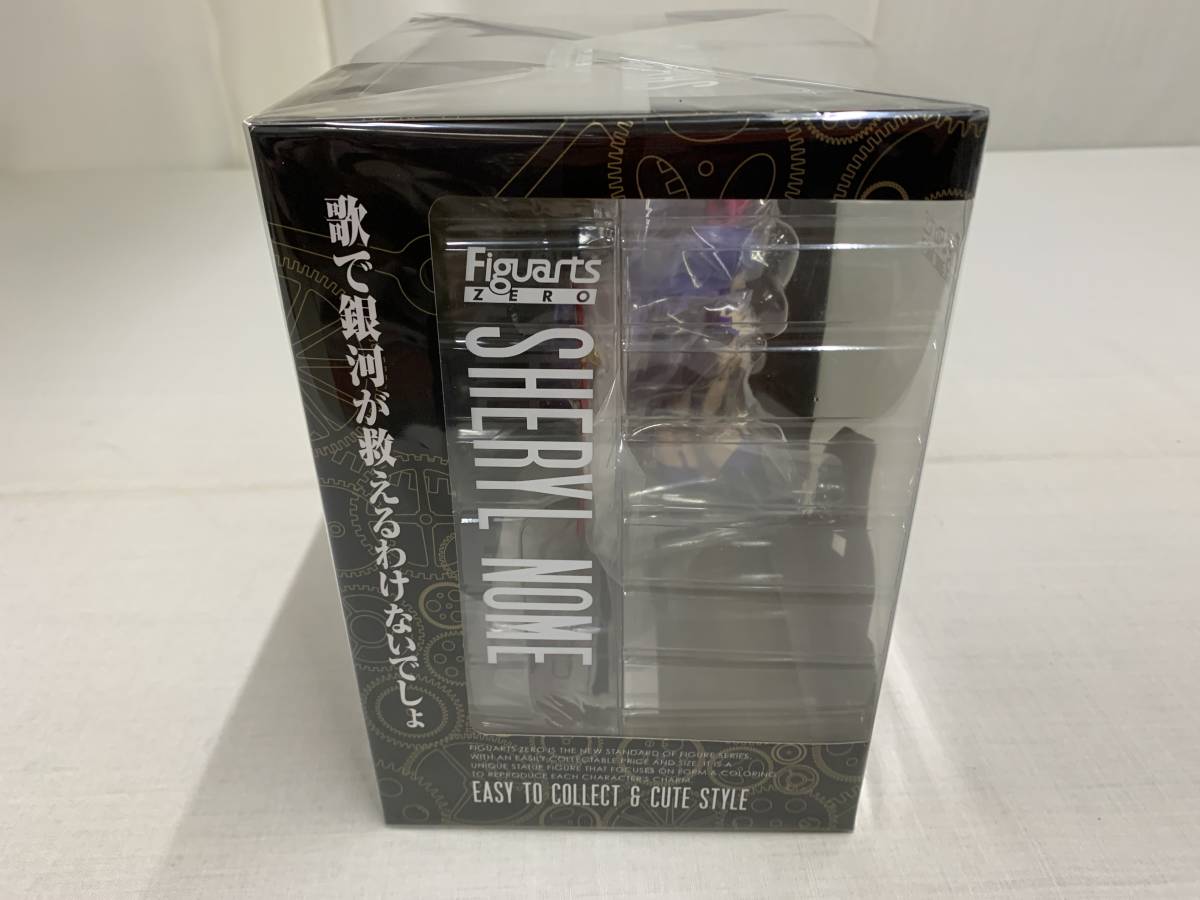 歌で銀河が救えるわけないでしょ
Figuarts
ZERO
SHERYL NOME
FIGUARTS ZERO IS THE NEW STANDARD OF FIGURE SERIES,
WITH AN EASILY COLLECTABLE PRICE AND SIZE. IT IS A
UNIQUE STATUE FIGURE THAT FOCUSES ON FORM & COLORING
TO REPRODUCE EACH CHARACTER'S CHARM.
EASY TO COLLECT & CUTE STYLE